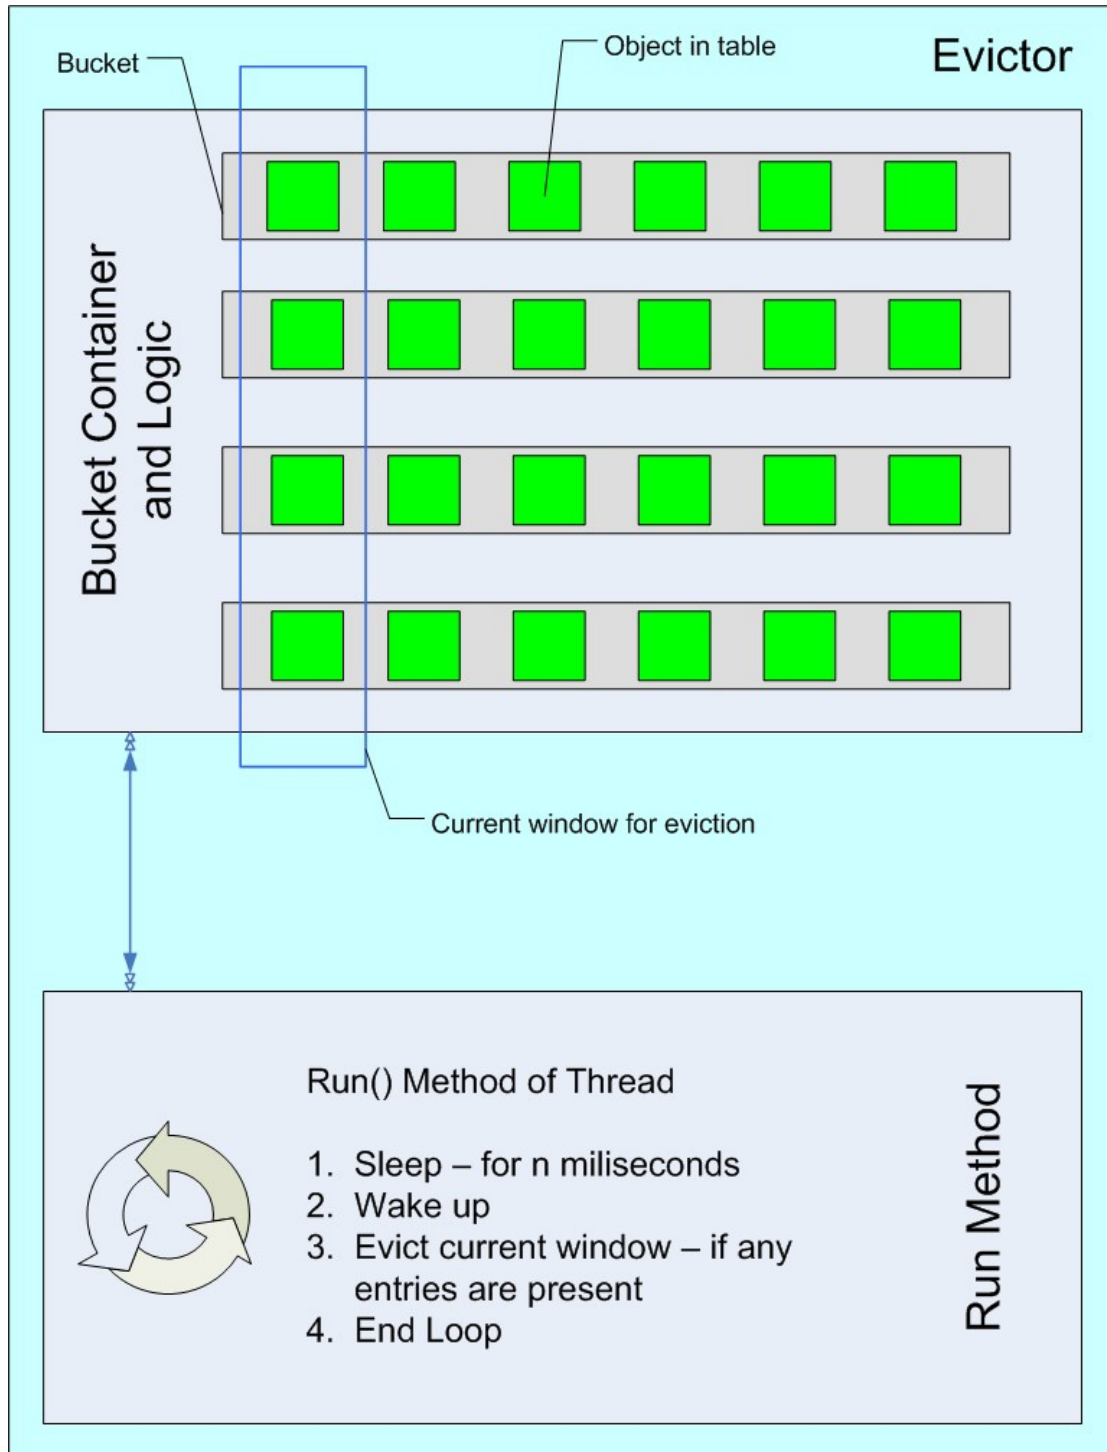 Evictor
Bucket
Object in table
Bucket Container
and Logic
Current window for eviction
Run() Method of Thread
1. Sleep – for n miliseconds
2. Wake up
3. Evict current window – if any
entries are present
4. End Loop
Run Method